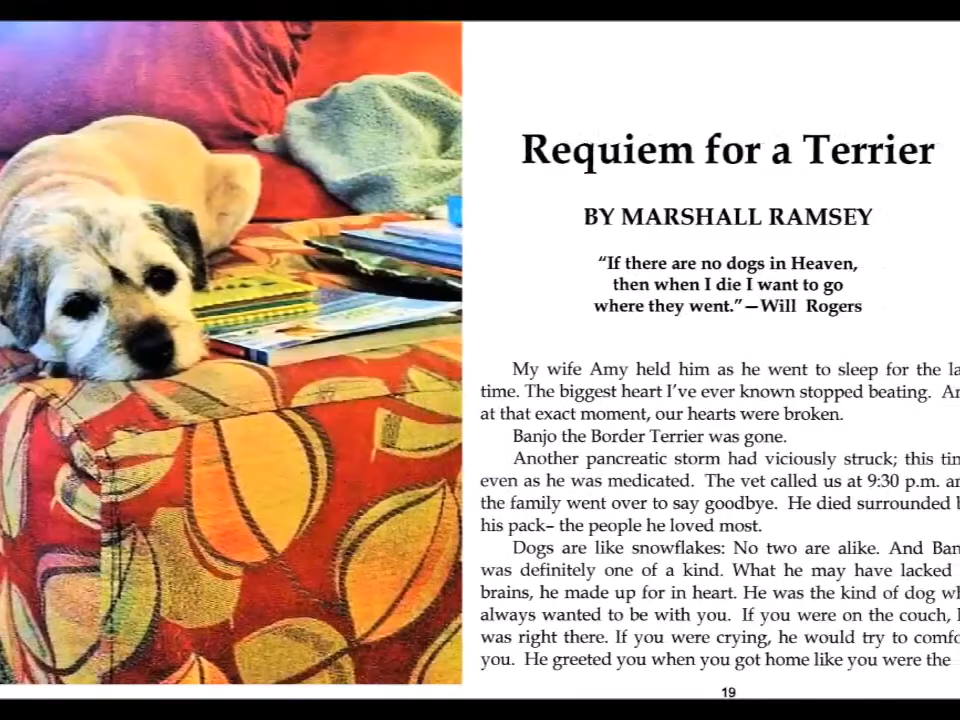 Requiem for a Terrier
BY MARSHALL RAMSEY
“If there are no dogs in Heaven,
then when I die I want to go
where they went.”—Will Rogers
My wife Amy held him as he went to sleep for the
time. The biggest heart I’ve ever known stopped beating.
at that exact moment, our hearts were broken.
Banjo the Border Terrier was gone.
Another pancreatic storm had viciously struck; this
even as he was medicated. The vet called us at 9:30 p.m.
the family went over to say goodbye. He died surrounded
his pack– the people he loved most.
Dogs are like snowflakes: No two are alike. And
was definitely one of a kind. What he may have lacked
brains, he made up for in heart. He was the kind of dog
always wanted to be with you. If you were on the couch,
was right there. If you were crying, he would try to
you. He greeted you when you got home like you were the
19